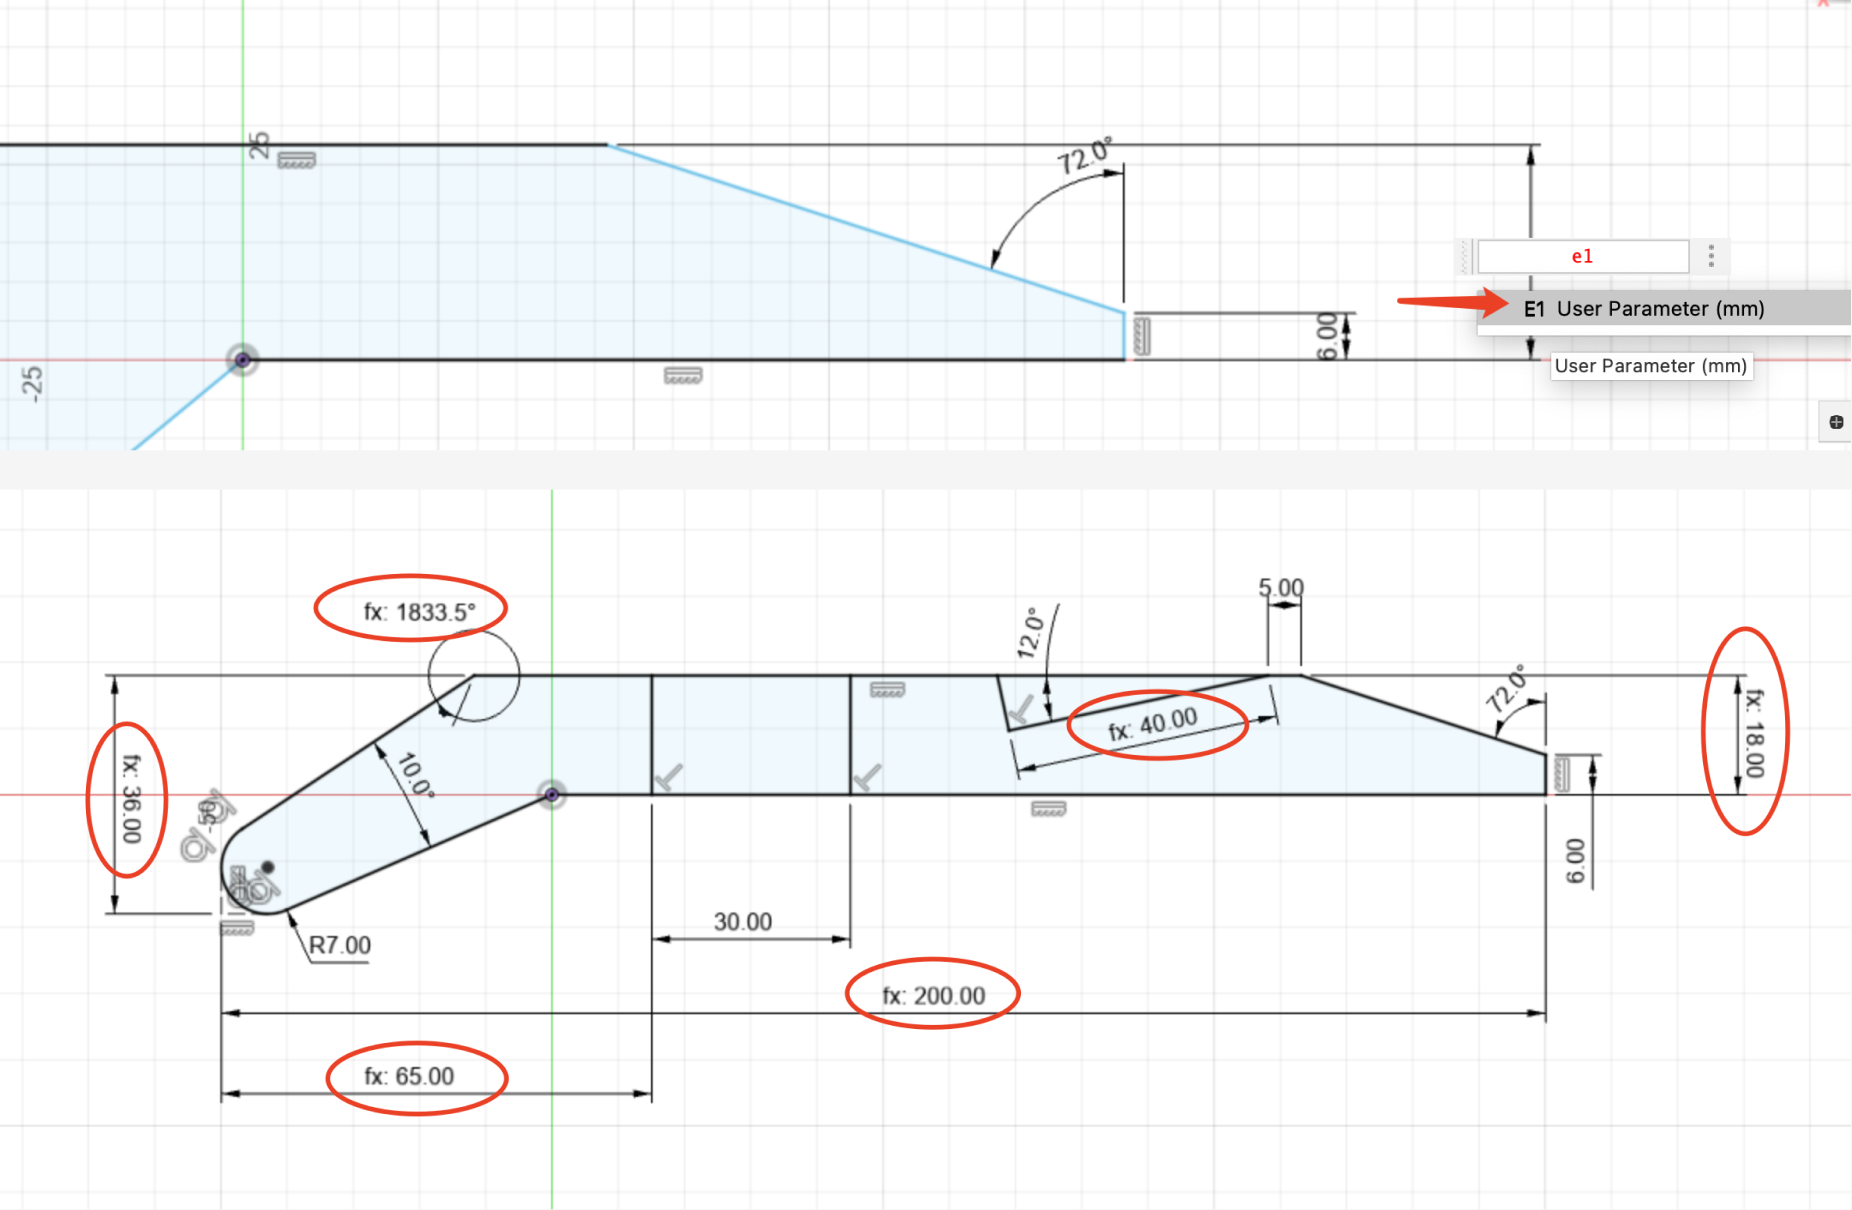 25
72.0°
e1
E1 User Parameter (mm)
6.00
User Parameter (mm)
-25
fx: 1833.5°
5.00
12.0°
72.0°
fx: 18.00
fx: 40.00
fx: 36.00
10.0°
-50
6.00
R7.00
30.00
fx: 200.00
fx: 65.00